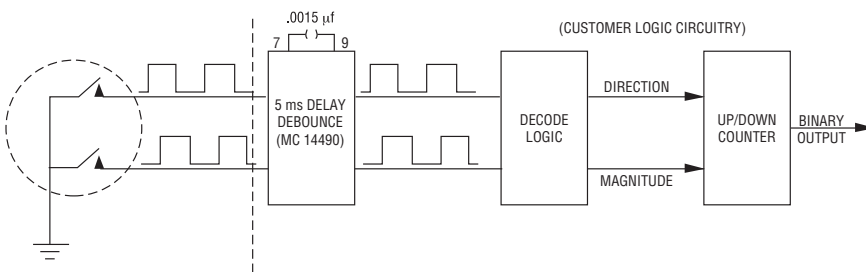 .0015 µf
7 9
(CUSTOMER LOGIC CIRCUITRY)
5 ms DELAY
DEBOUNCE
(MC 14490)
DECODE
LOGIC
DIRECTION
MAGNITUDE
UP/DOWN
COUNTER
BINARY
OUTPUT